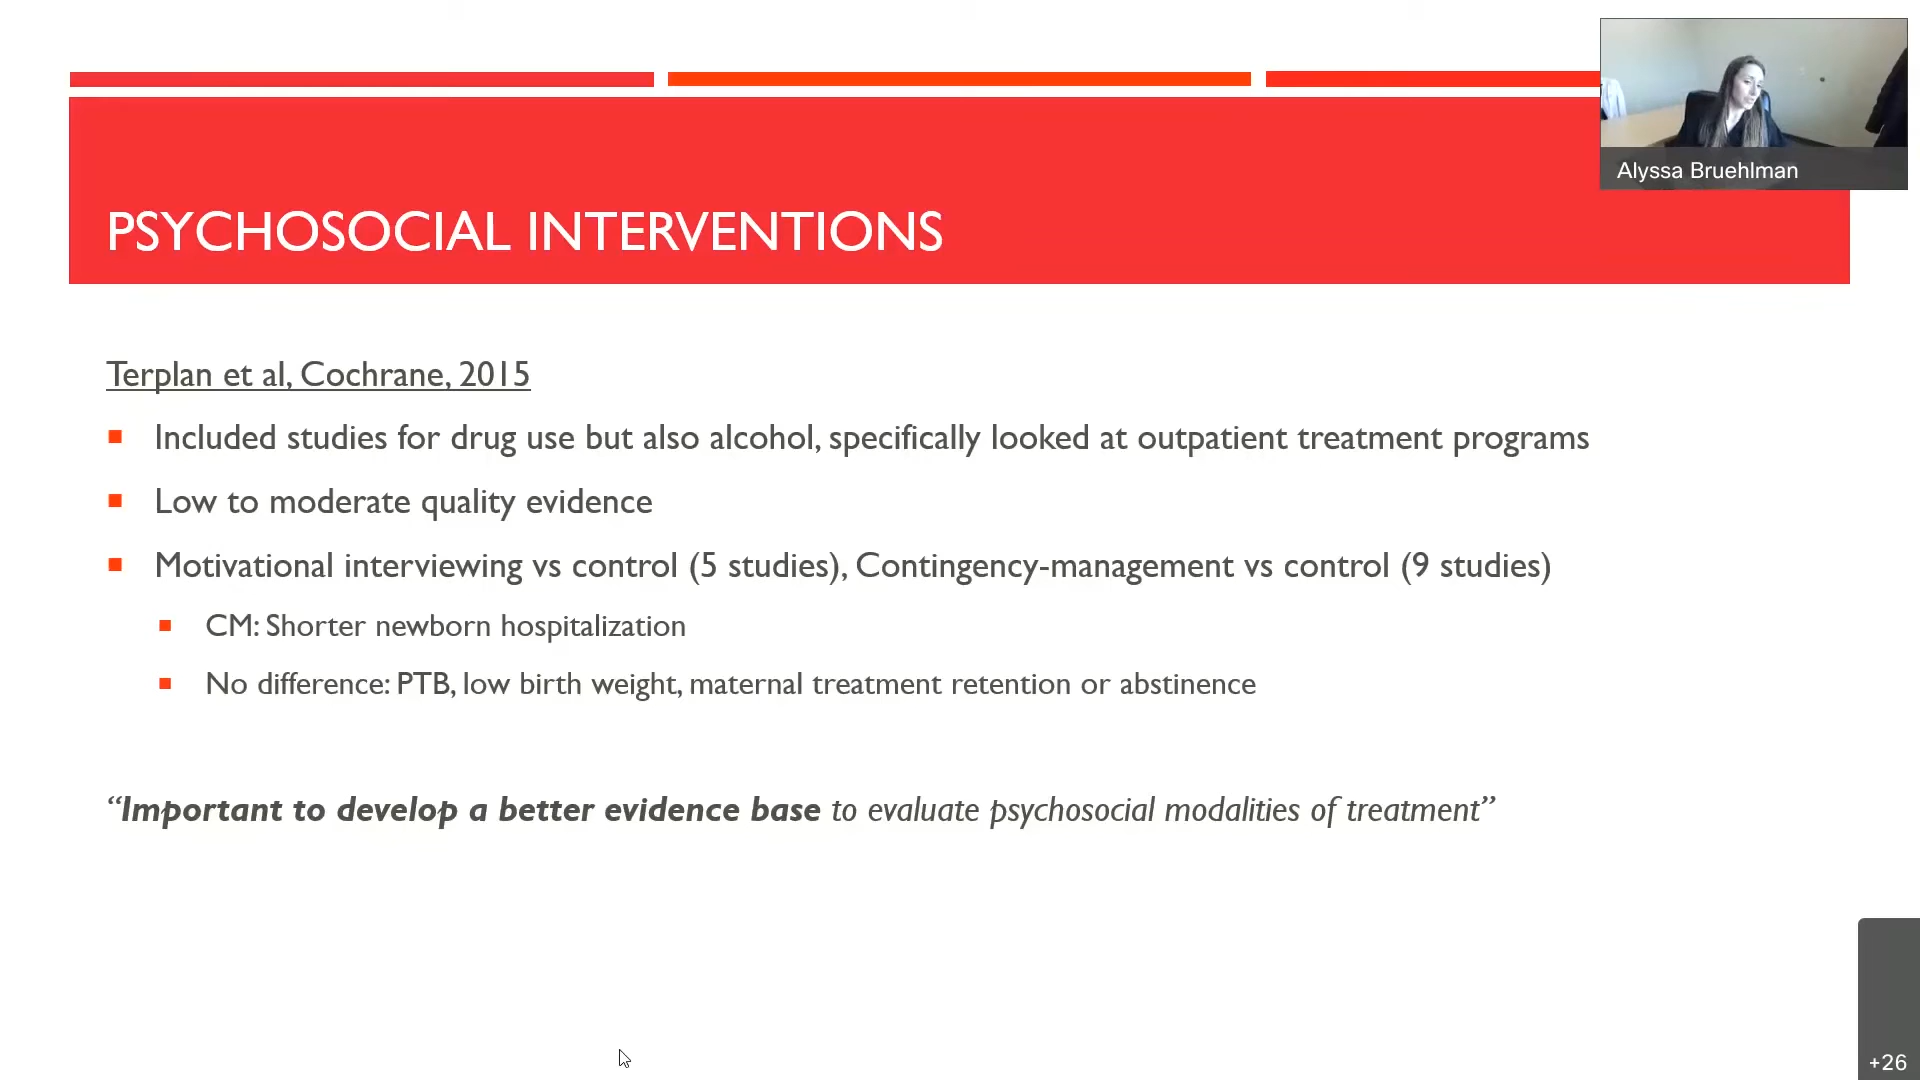 Alyssa Bruehlman
PSYCHOSOCIAL INTERVENTIONS
Terplan et al, Cochrane, 2015
Included studies for drug use but also alcohol, specifically looked at outpatient treatment programs
Low to moderate quality evidence
Motivational interviewing vs control (5 studies), Contingency-management vs control (9 studies)
CM: Shorter newborn hospitalization
No difference: PTB, low birth weight, maternal treatment retention or abstinence
“Important to develop a better evidence base to evaluate psychosocial modalities of treatment”
+26